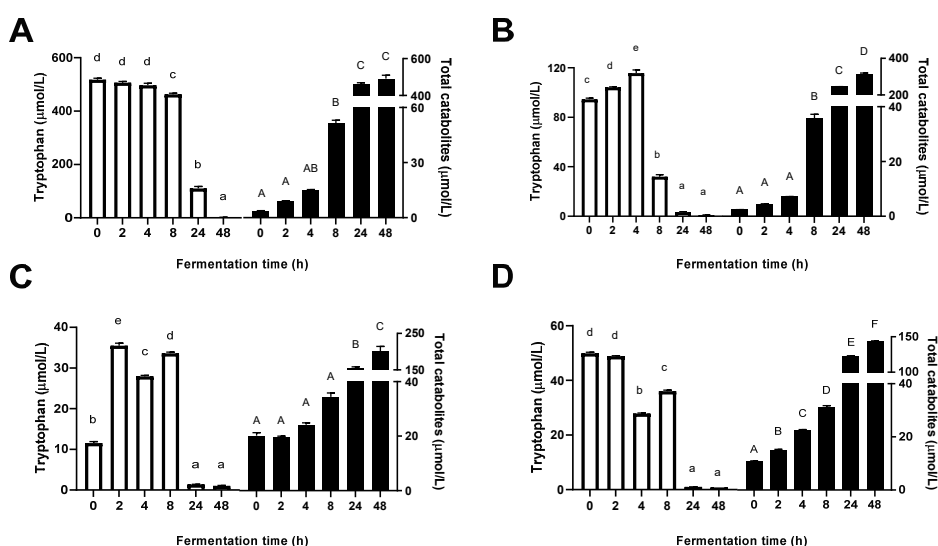 A
Tryptophan (μmol/L)
600
400
200
0
d d d c b a
A A AB B C C
600
400
60
30
0
Total catabolites (μmol/L)
0 2 4 8 24 48 0 2 4 8 24 48
Fermentation time (h)
B
Tryptophan (μmol/L)
120
80
40
0
c d e b a a
A A A B C D
400
200
40
20
0
Total catabolites (μmol/L)
0 2 4 8 24 48 0 2 4 8 24 48
Fermentation time (h)
C
Tryptophan (μmol/L)
40
30
20
10
0
b e c d a a
A A A A B C
250
150
40
20
0
Total catabolites (μmol/L)
0 2 4 8 24 48 0 2 4 8 24 48
Fermentation time (h)
D
Tryptophan (μmol/L)
60
40
20
0
d d b c a a
A B C D E F
150
100
40
20
0
Total catabolites (μmol/L)
0 2 4 8 24 48 0 2 4 8 24 48
Fermentation time (h)